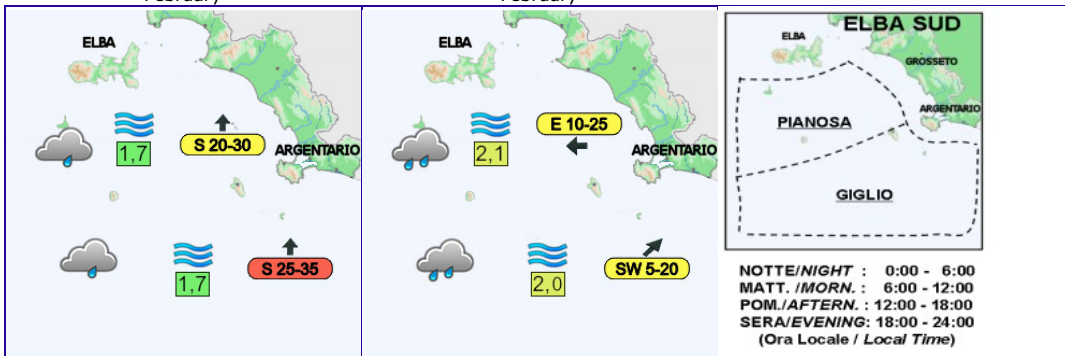 February
February
ELBA
1,7
S 20-30
ARGENTARIO
1,7
S 25-35
ELBA
E 10-25
2,1
ARGENTARIO
2,0
SW 5-20
ELBA SUD
ELBA
GROSSETO
ARGENTARIO
PIANOSA
GIGLIO
NOTTE/NIGHT : 0:00 - 6:00
MATT. /MORN. : 6:00 - 12:00
POM./AFTERN. : 12:00 - 18:00
SERA/EVENING: 18:00 - 24:00
(Ora Locale / Local Time)